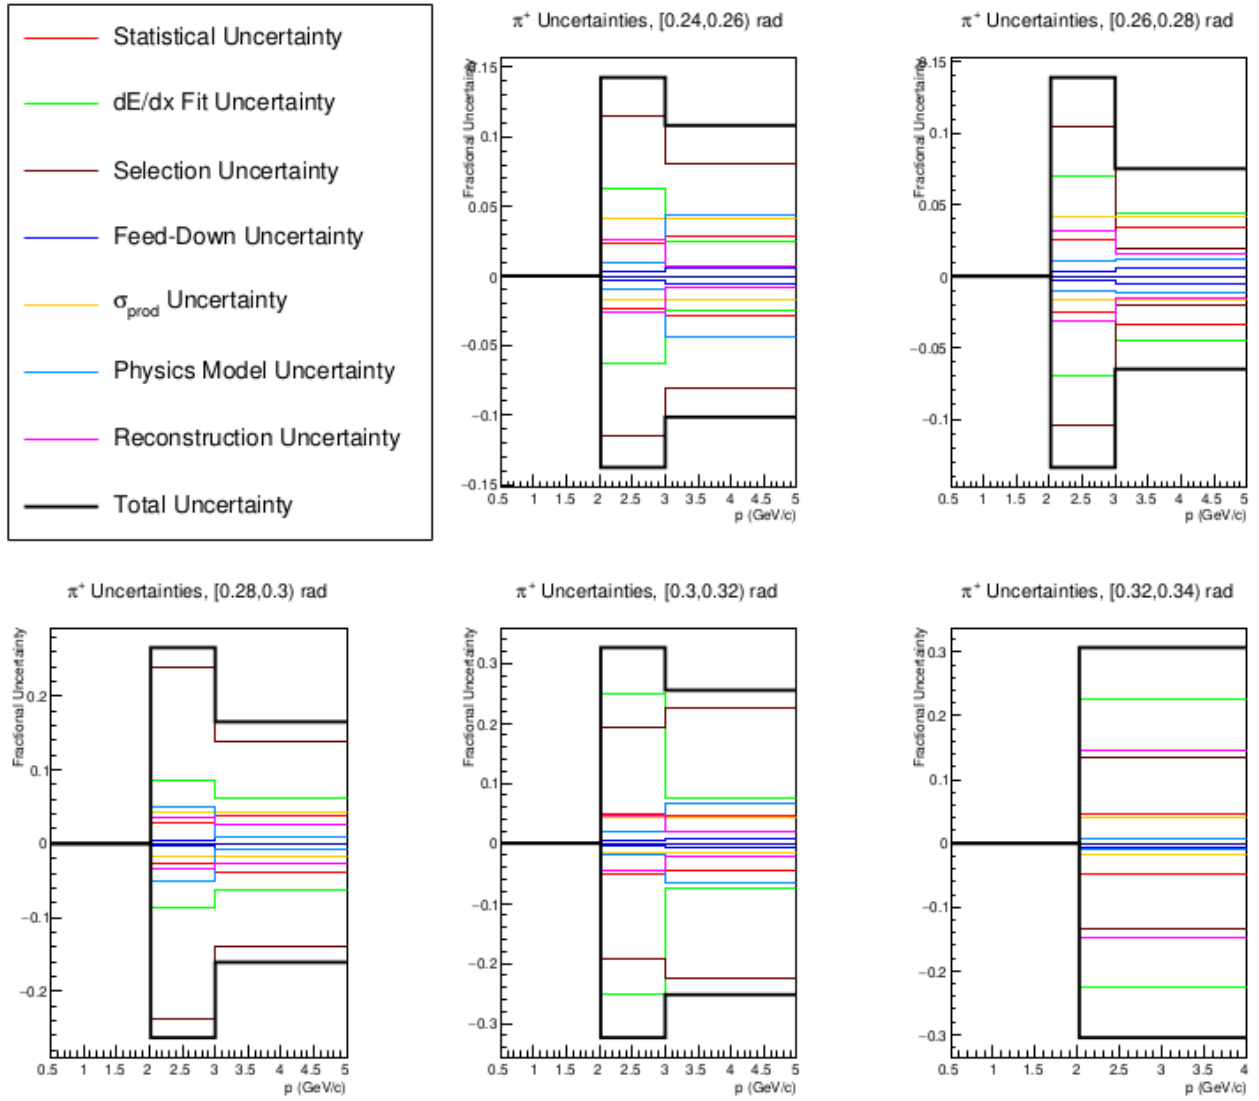 Statistical Uncertainty
dE/dx Fit Uncertainty
Selection Uncertainty
Feed-Down Uncertainty
σprod Uncertainty
Physics Model Uncertainty
Reconstruction Uncertainty
Total Uncertainty
π+ Uncertainties, [0.24,0.26) rad
Fractional Uncertainty
0.15
0.1
0.05
0
−0.05
−0.1
−0.15
0.5 1 1.5 2 2.5 3 3.5 4 4.5 5
p (GeV/c)
π+ Uncertainties, [0.26,0.28) rad
Fractional Uncertainty
0.15
0.1
0.05
0
−0.05
−0.1
0.5 1 1.5 2 2.5 3 3.5 4 4.5 5
p (GeV/c)
π+ Uncertainties, [0.28,0.3) rad
Fractional Uncertainty
0.2
0.1
0
−0.1
−0.2
0.5 1 1.5 2 2.5 3 3.5 4 4.5 5
p (GeV/c)
π+ Uncertainties, [0.3,0.32) rad
Fractional Uncertainty
0.3
0.2
0.1
0
−0.1
−0.2
−0.3
0.5 1 1.5 2 2.5 3 3.5 4 4.5 5
p (GeV/c)
π+ Uncertainties, [0.32,0.34) rad
Fractional Uncertainty
0.3
0.2
0.1
0
−0.1
−0.2
−0.3
0.5 1 1.5 2 2.5 3 3.5 4
p (GeV/c)